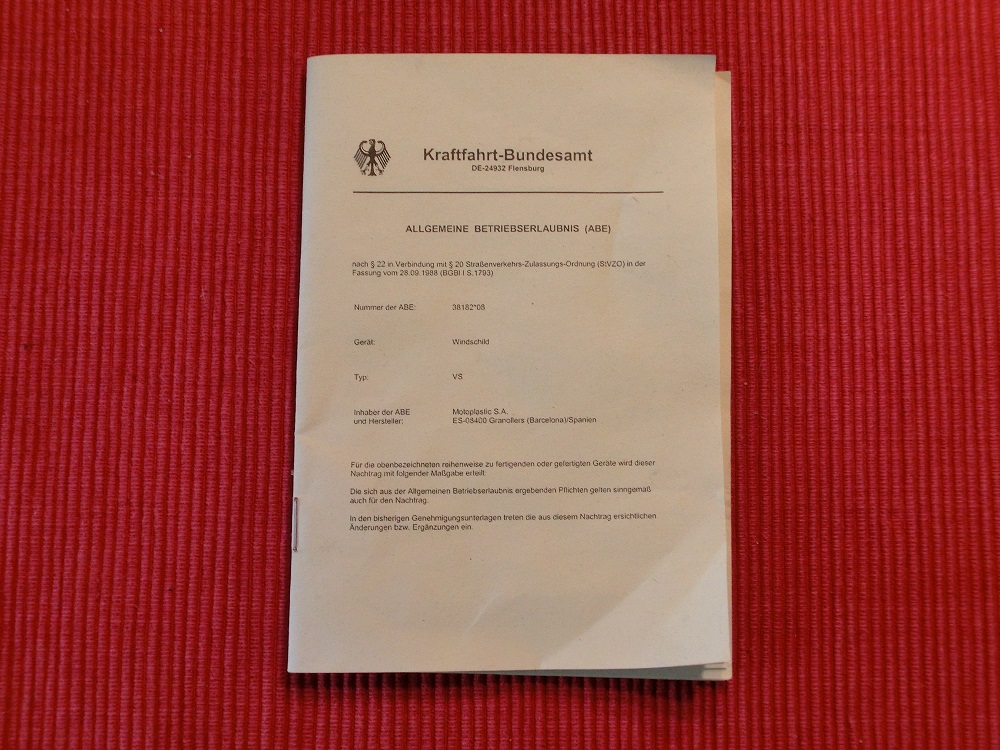 Kraftfahrt-Bundesamt
DE-24932 Flensburg
ALLGEMEINE BETRIEBSERLAUBNIS (ABE)
nach § 22 in Verbindung mit § 20 Straßenverkehrs-Zulassungs-Ordnung (StVZO) in der
Fassung vom 28.09.1988 (BGBl I S.1793)
Nummer der ABE: 38182*08
Gerät: Windschild
Typ: VS
Inhaber der ABE Motoplastic S.A.
und Hersteller: ES-08400 Granollers (Barcelona)/Spanien
Für die obenbezeichneten reihenweise zu fertigenden oder gefertigten Geräte wird dieser
Nachtrag mit folgender Maßgabe erteilt:
Die sich aus der Allgemeinen Betriebserlaubnis ergebenden Pflichten gelten sinngemäß
auch für den Nachtrag.
In den bisherigen Genehmigungsunterlagen treten die aus diesem Nachtrag ersichtlichen
Änderungen bzw. Ergänzungen ein.